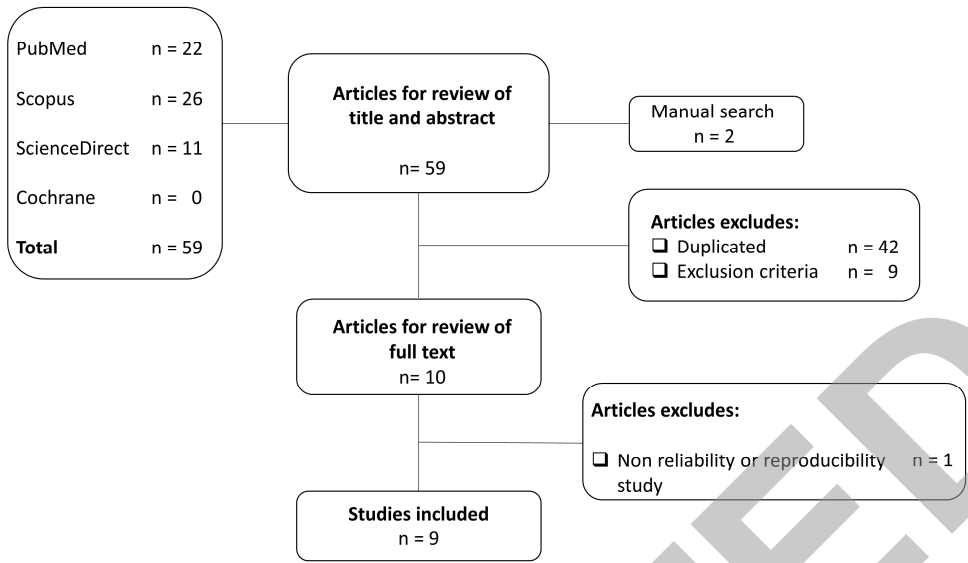 PubMed n = 22
Scopus n = 26
ScienceDirect n = 11
Cochrane n = 0
Total n = 59
Articles for review of
title and abstract
n= 59
Manual search
n = 2
Articles excludes:
❑ Duplicated n = 42
❑ Exclusion criteria n = 9
Articles for review of
full text
n= 10
Articles excludes:
❑ Non reliability or reproducibility n = 1
study
Studies included
n = 9